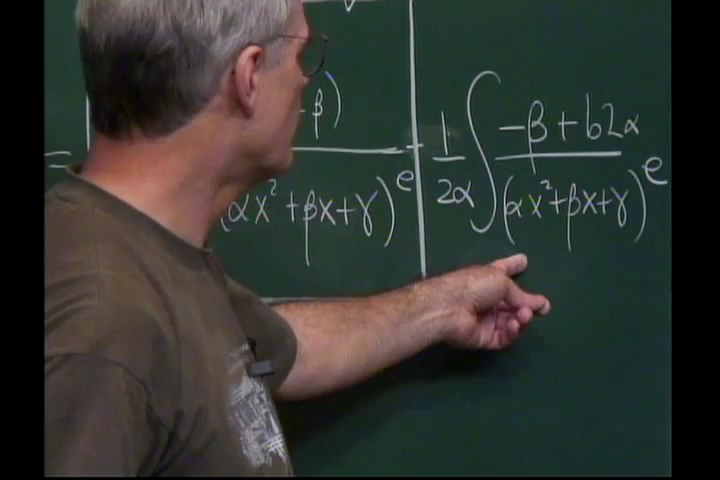 = β) / (αx² + βx + γ)^e + 1/2α ∫ −β + b2α / (αx² + βx + γ)^e